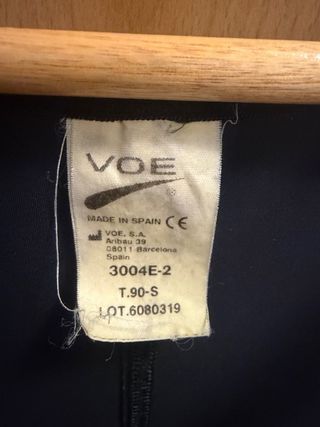 VOE
MADE IN SPAIN CE
VOE, S.A.
Aribau 39
08011 Barcelona
Spain
3004E-2
T.90-S
LOT.6080319